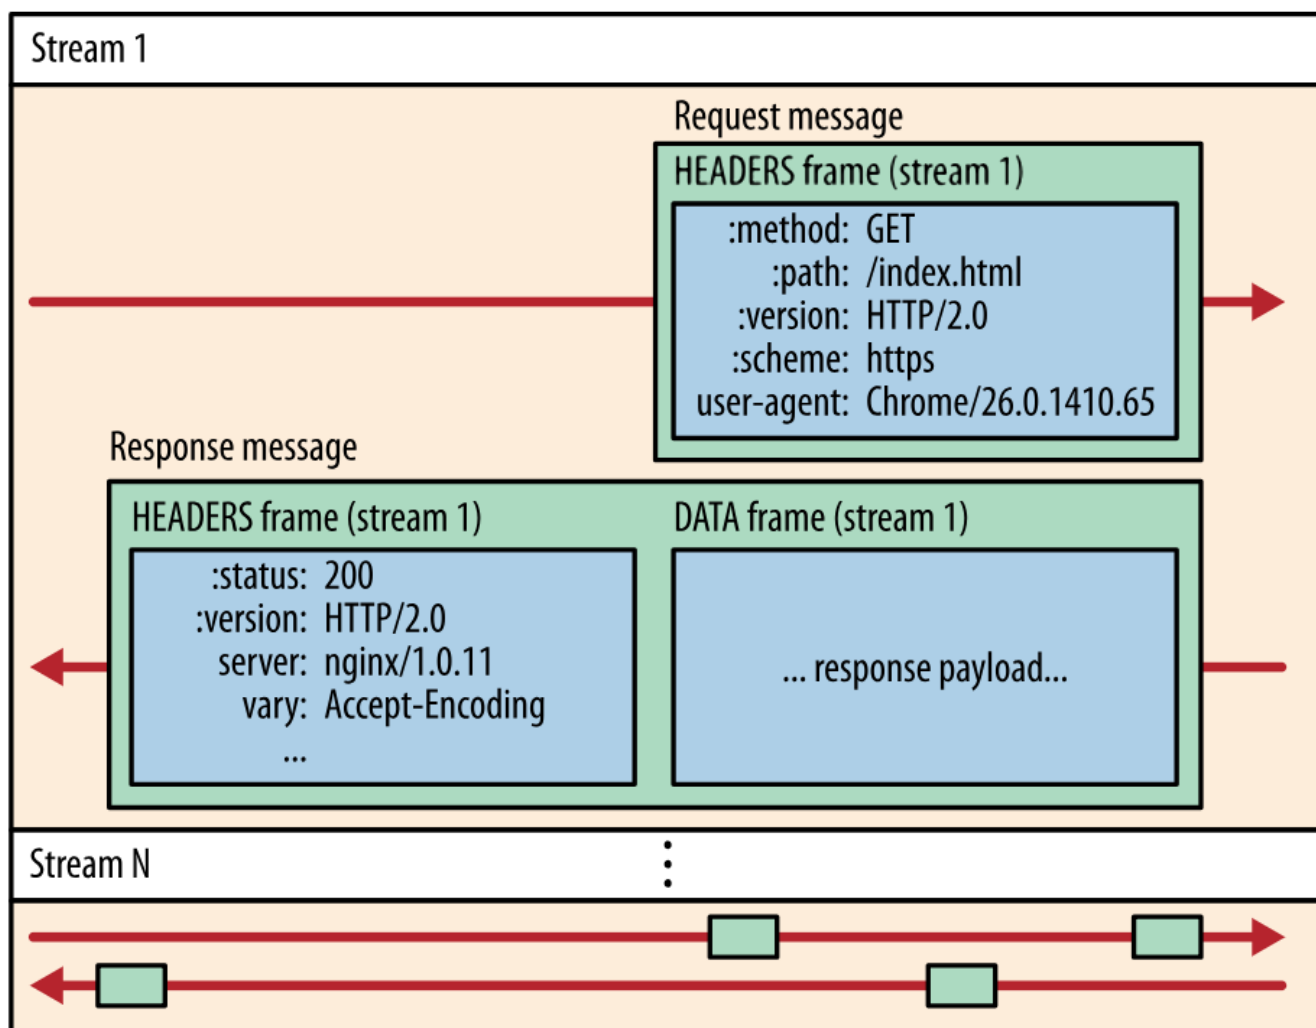 Stream 1
Request message
HEADERS frame (stream 1)
:method: GET
:path: /index.html
:version: HTTP/2.0
:scheme: https
user-agent: Chrome/26.0.1410.65
Response message
HEADERS frame (stream 1)
:status: 200
:version: HTTP/2.0
server: nginx/1.0.11
vary: Accept-Encoding
...
DATA frame (stream 1)
... response payload...
Stream N